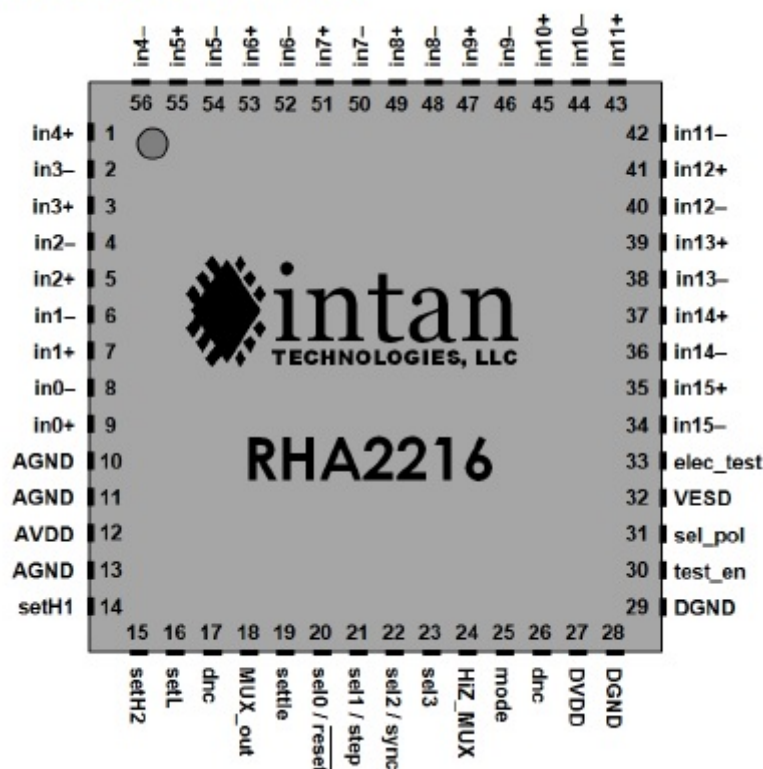 in4– in5+ in5– in6+ in6– in7+ in7– in8+ in8– in9+ in9– in10+ in10– in11+
56 55 54 53 52 51 50 49 48 47 46 45 44 43
in4+ 1 42 in11–
in3– 2 41 in12+
in3+ 3 40 in12–
in2– 4 39 in13+
in2+ 5 38 in13–
in1– 6 37 in14+
in1+ 7 36 in14–
in0– 8 35 in15+
in0+ 9 34 in15–
AGND 10 33 elec_test
AGND 11 32 VESD
AVDD 12 31 sel_pol
AGND 13 30 test_en
setH1 14 29 DGND
intan
TECHNOLOGIES, LLC
RHA2216
15 16 17 18 19 20 21 22 23 24 25 26 27 28
setH2 setL dnc MUX_out settle sel0 / reset sel1 / step sel2 / sync sel3 HiZ_MUX mode dnc DVDD DGND